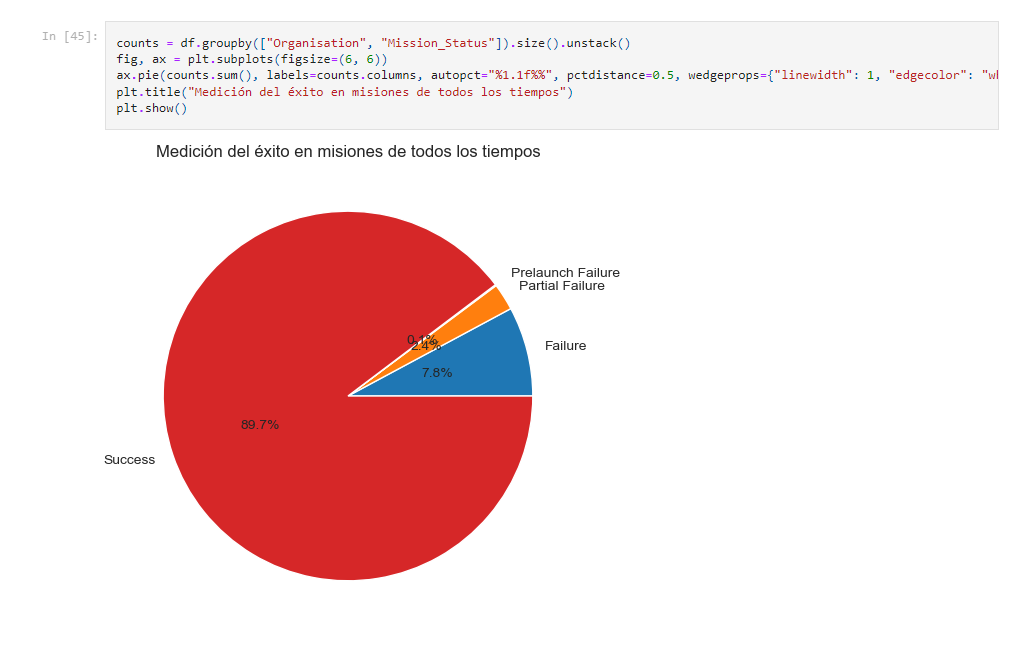 In [45]:
counts = df.groupby(["Organisation", "Mission_Status"]).size().unstack()
fig, ax = plt.subplots(figsize=(6, 6))
ax.pie(counts.sum(), labels=counts.columns, autopct="%1.1f%%", pctdistance=0.5, wedgeprops={"linewidth": 1, "edgecolor": "wh
plt.title("Medición del éxito en misiones de todos los tiempos")
plt.show()
Medición del éxito en misiones de todos los tiempos
Prelaunch Failure
Partial Failure
0.1%
2.4%
Failure
7.8%
89.7%
Success